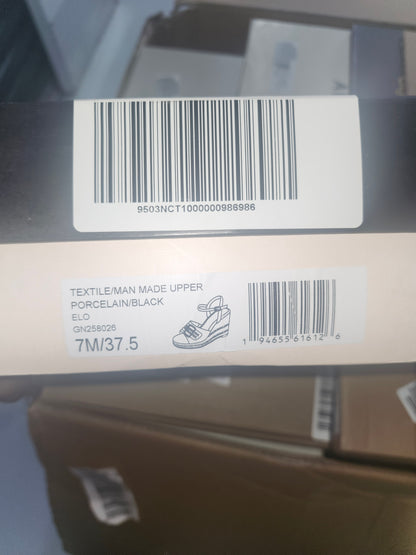 9503NCT1000000986986
TEXTILE/MAN MADE UPPER
PORCELAIN/BLACK
ELO
GN258026
7M/37.5
1 94655 61612 6